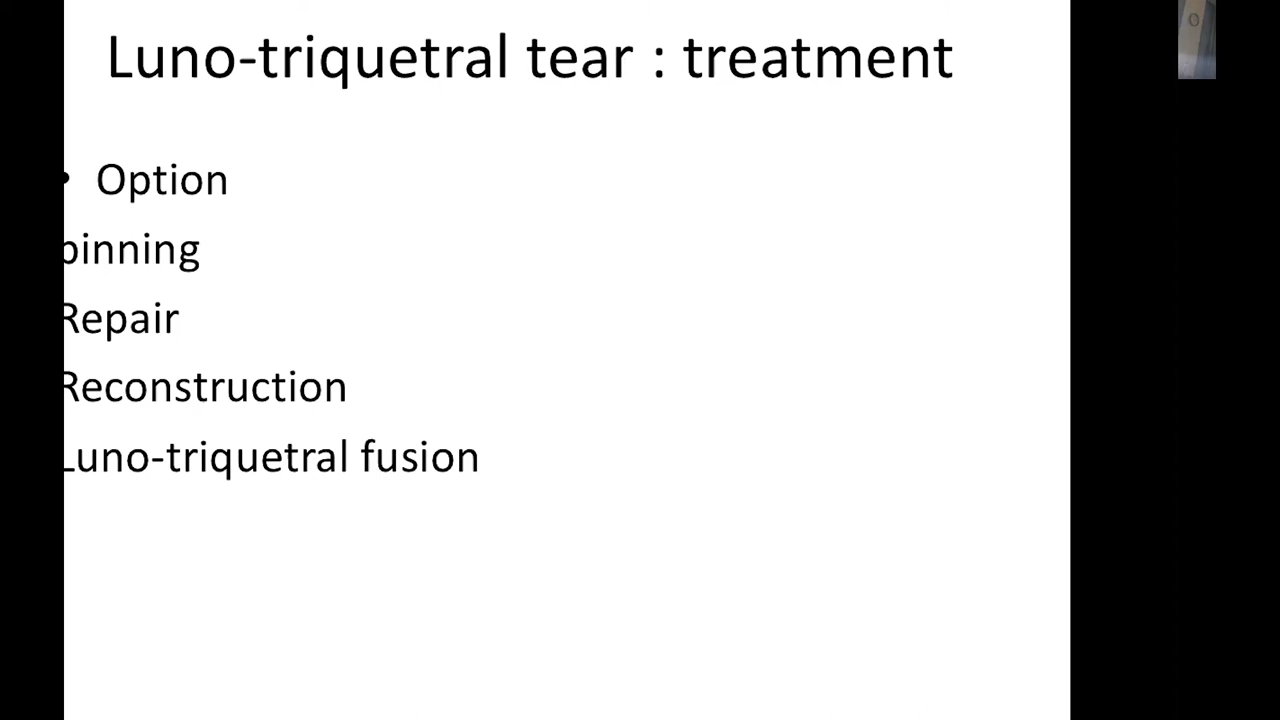 Luno-triquetral tear : treatment
• Option
pinning
Repair
Reconstruction
Luno-triquetral fusion